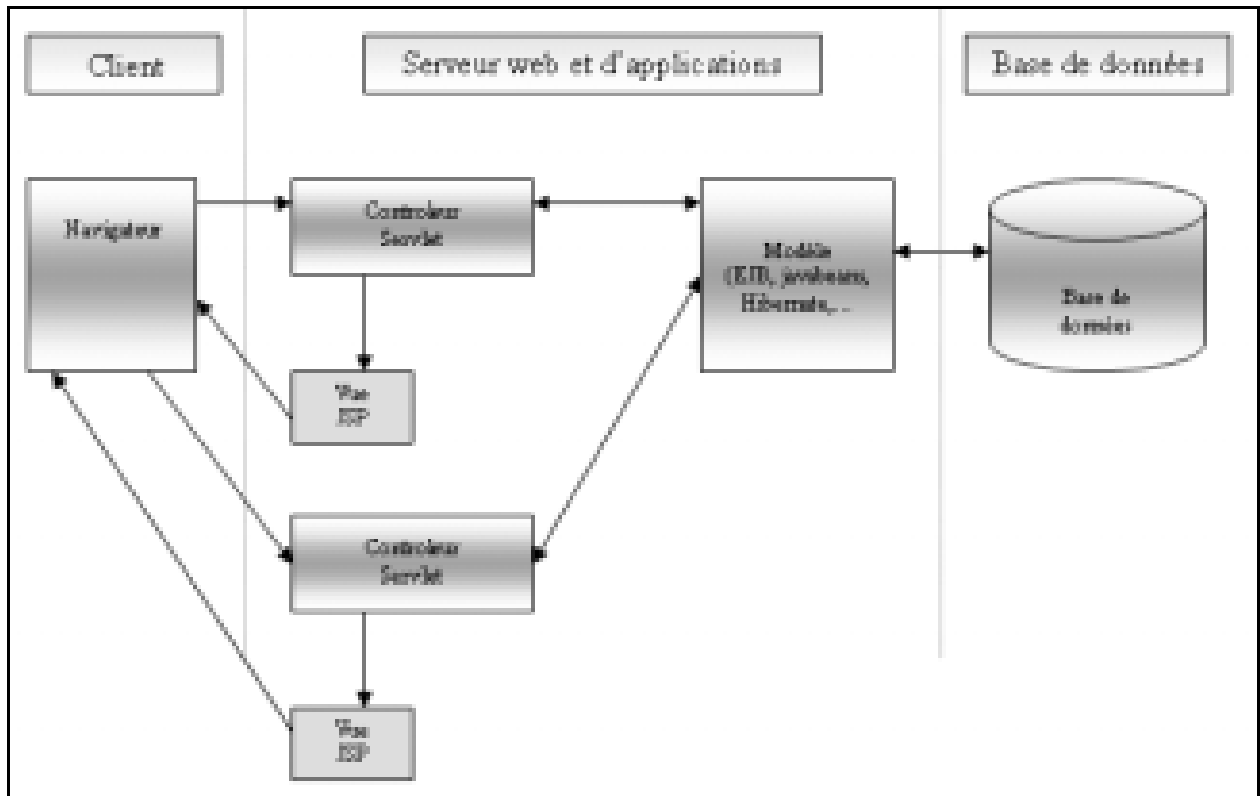 Client
Serveur web et d'applications
Base de données
Navigateur
Controleur
Servlet
Modèle
(EJB, javabeans,
Hibernate,...
Base de
données
Vue
JSP
Controleur
Servlet
Vue
JSP